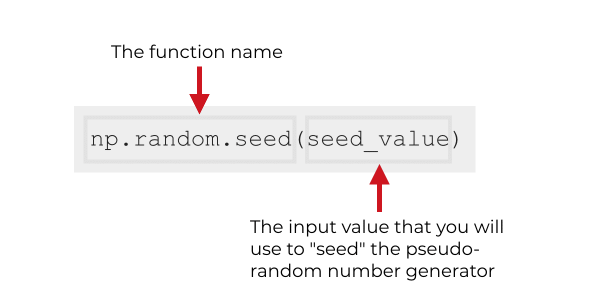 The function name
np.random.seed(seed_value)
The input value that you will
use to "seed" the pseudo-
random number generator